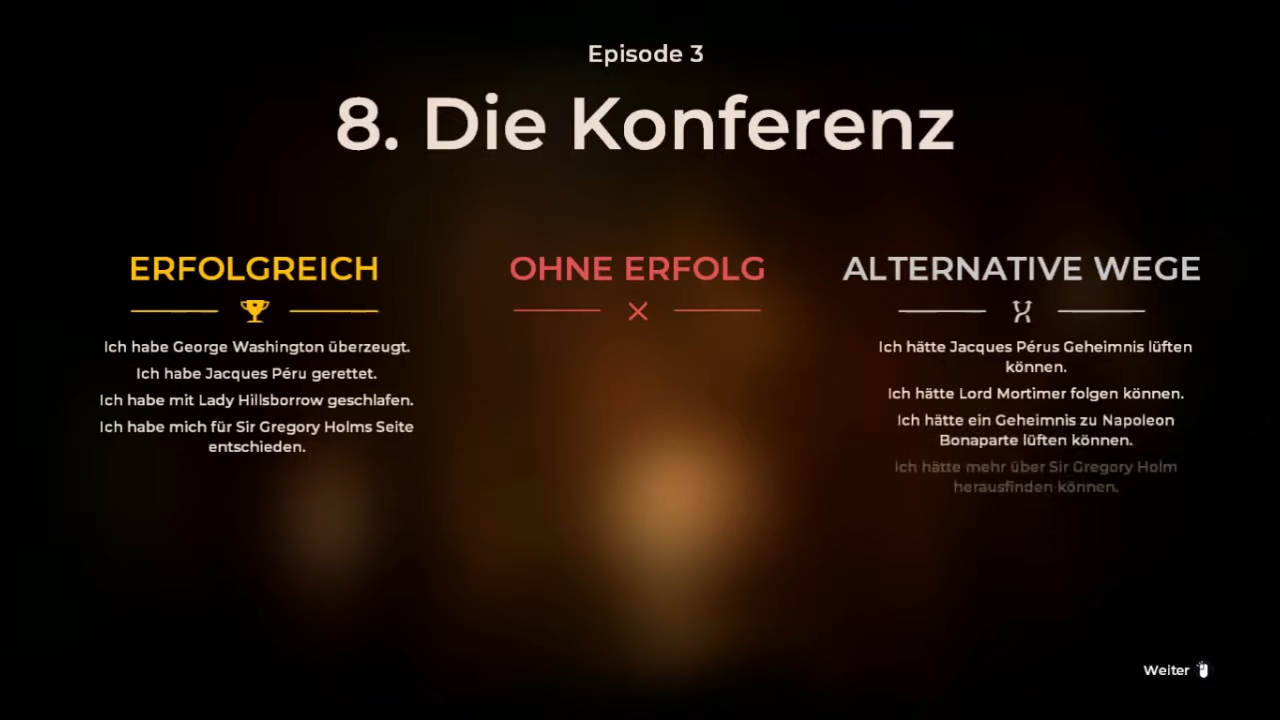 Episode 3
8. Die Konferenz
ERFOLGREICH
Ich habe George Washington überzeugt.
Ich habe Jacques Péru gerettet.
Ich habe mit Lady Hillsborrow geschlafen.
Ich habe mich für Sir Gregory Holms Seite
entschieden.
OHNE ERFOLG
ALTERNATIVE WEGE
Ich hätte Jacques Pérus Geheimnis lüften
können.
Ich hätte Lord Mortimer folgen können.
Ich hätte ein Geheimnis zu Napoleon
Bonaparte lüften können.
Ich hätte mehr über Sir Gregory Holm
herausfinden können.
Weiter